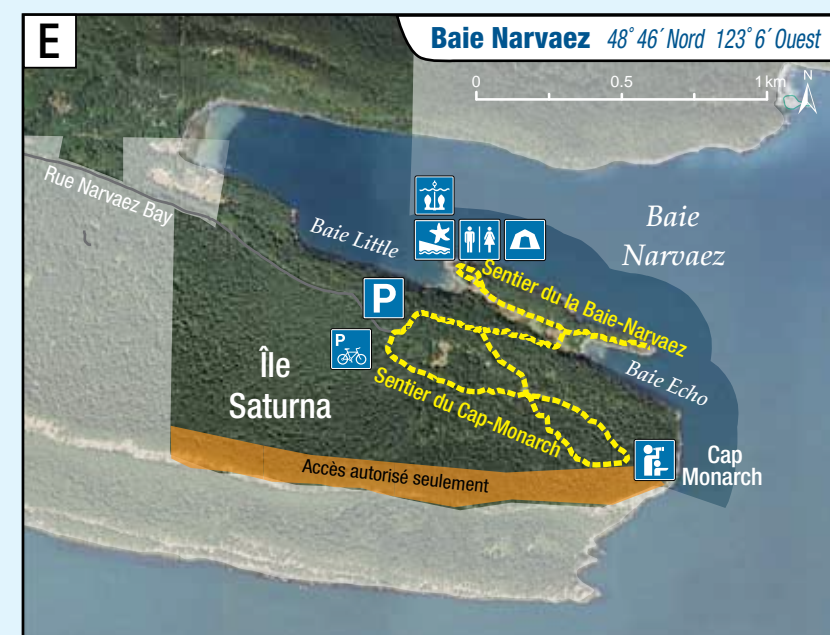 E
Baie Narvaez 48° 46′ Nord 123° 6′ Ouest
0 0.5 1 km
N
Rue Narvaez Bay
Baie Little
Baie
Narvaez
Sentier du la Baie-Narvaez
P
P
Île
Saturna
Sentier du Cap-Monarch
Baie Echo
Cap
Monarch
Accès autorisé seulement